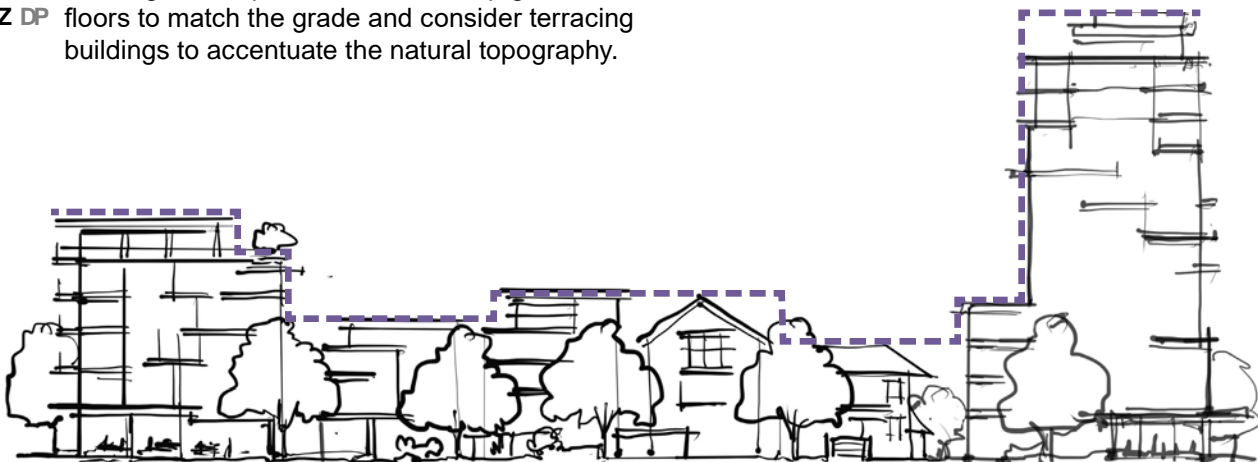 Z DP floors to match the grade and consider terracing
buildings to accentuate the natural topography.